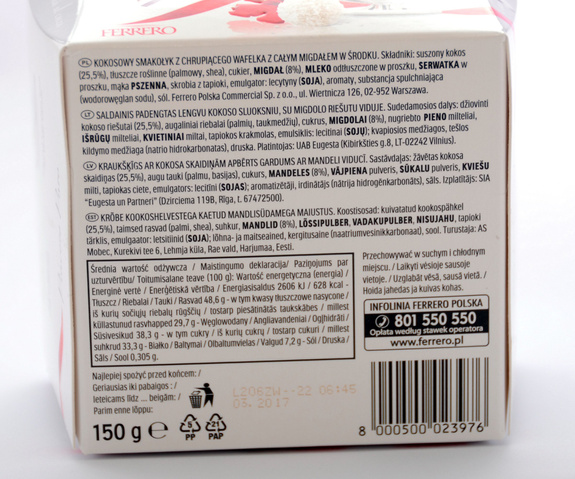 FERRERO
PL KOKOSOWY SMAKOŁYK Z CHRUPIĄCEGO WAFELKA Z CAŁYM MIGDAŁEM W ŚRODKU. Składniki: suszony kokos
(25,5%), tłuszcze roślinne (palmowy, shea), cukier, MIGDAŁ (8%), MLEKO odtłuszczone w proszku, SERWATKA w
proszku, mąka PSZENNA, skrobia z tapioki, emulgator: lecytyny (SOJA), aromaty, substancja spulchniająca
(wodorowęglan sodu), sól. Ferrero Polska Commercial Sp. z o.o., ul. Wiertnicza 126, 02-952 Warszawa.
LT SALDAINIS PADENGTAS LENGVU KOKOSO SLUOKSNIU, SU MIGDOLO RIEŠUTU VIDUJE. Sudedamosios dalys: džiovinti
kokoso riešutai (25,5%), augaliniai riebalai (palmių, taukmedžių), cukrus, MIGDOLAI (8%), nugriebto PIENO milteliai,
IŠRŪGŲ milteliai, KVIETINIAI miltai, tapiokos krakmolas, emulsiklis: lecitinai (SOJŲ); kvapiosios medžiagos, tešlos
kildymo medžiaga (natrio hidrokarbonatas), druska. Platintojas: UAB Eugesta (Kibirkšties g.8, LT-02242 Vilnius).
LV KRAUKŠĶĪGS AR KOKOSA SKAIDIŅĀM APBĒRTS GARDUMS AR MANDELI VIDUCĪ. Sastāvdaļas: žāvētas kokosa
skaidiņas (25,5%), augu tauki (palmu, basijas), cukurs, MANDELES (8%), VĀJPIENA pulveris, SŪKALU pulveris, KVIEŠU
milti, tapiokas ciete, emulgators: lecitīni (SOJAS); aromatizētāji, irdinātājs (nātrija hidrogēnkarbonāts), sāls. Izplatītājs: SIA
"Eugesta un Partneri" (Dzirciema 119B, Rīga, t. 67472500).
EST KRÕBE KOOKOSHELVESTEGA KAETUD MANDLISÜDAMEGA MAIUSTUS. Koostisosad: kuivatatud kookospähkel
(25,5%), taimsed rasvad (palmi, shea), suhkur, MANDLID (8%), LÕSSIPULBER, VADAKUPULBER, NISUJAHU, tapioki
tärklis, emulgaator: letsitiinid (SOJA); lõhna- ja maitseained, kergitusaine (naatriumvesinikkarbonaat), sool. Turustaja: AS
Mobec, Kurekivi tee 6, Lehmja küla, Rae vald, Harjumaa, Eesti.
Średnia wartość odżywcza / Maistingumo deklaracija/ Paziņojums par
uzturvērtību/ Toitumisalane teave (100 g): Wartość energetyczna (energia) /
Energinė vertė / Enerģētiskā vērtība / Energiasisaldus 2606 kJ / 628 kcal -
Tłuszcz / Riebalai / Tauki / Rasvad 48,6 g - w tym kwasy tłuszczowe nasycone /
iš kurių sočiųjų riebalų rūgščių / tostarp piesātinātās taukskābes / millest
küllastunud rasvhapped 29,7 g - Węglowodany / Angliavandeniai / Ogļhidrāti /
Süsivesikud 38,3 g - w tym cukry / iš kurių cukrų / tostarp cukuri / millest
suhkrud 33,3 g - Białko / Baltymai / Olbaltumvielas / Valgud 7,2 g - Sól / Druska /
Sāls / Sool 0,305 g.
Przechowywać w suchym i chłodnym
miejscu. / Laikyti vėsioje sausoje
vietoje. / Uzglabāt vēsā, sausā vietā. /
Hoida jahedas ja kuivas kohas.
INFOLINIA FERRERO POLSKA
801 550 550
Opłata według stawek operatora
www.ferrero.pl
Najlepiej spożyć przed końcem: /
Geriausias iki pabaigos : /
Ieteicams līdz ... beigām: /
Parim enne lõppu:
L206ZW--22 06:45
03.2017
150 g e
5 PP
21 PAP
8 000500 023976